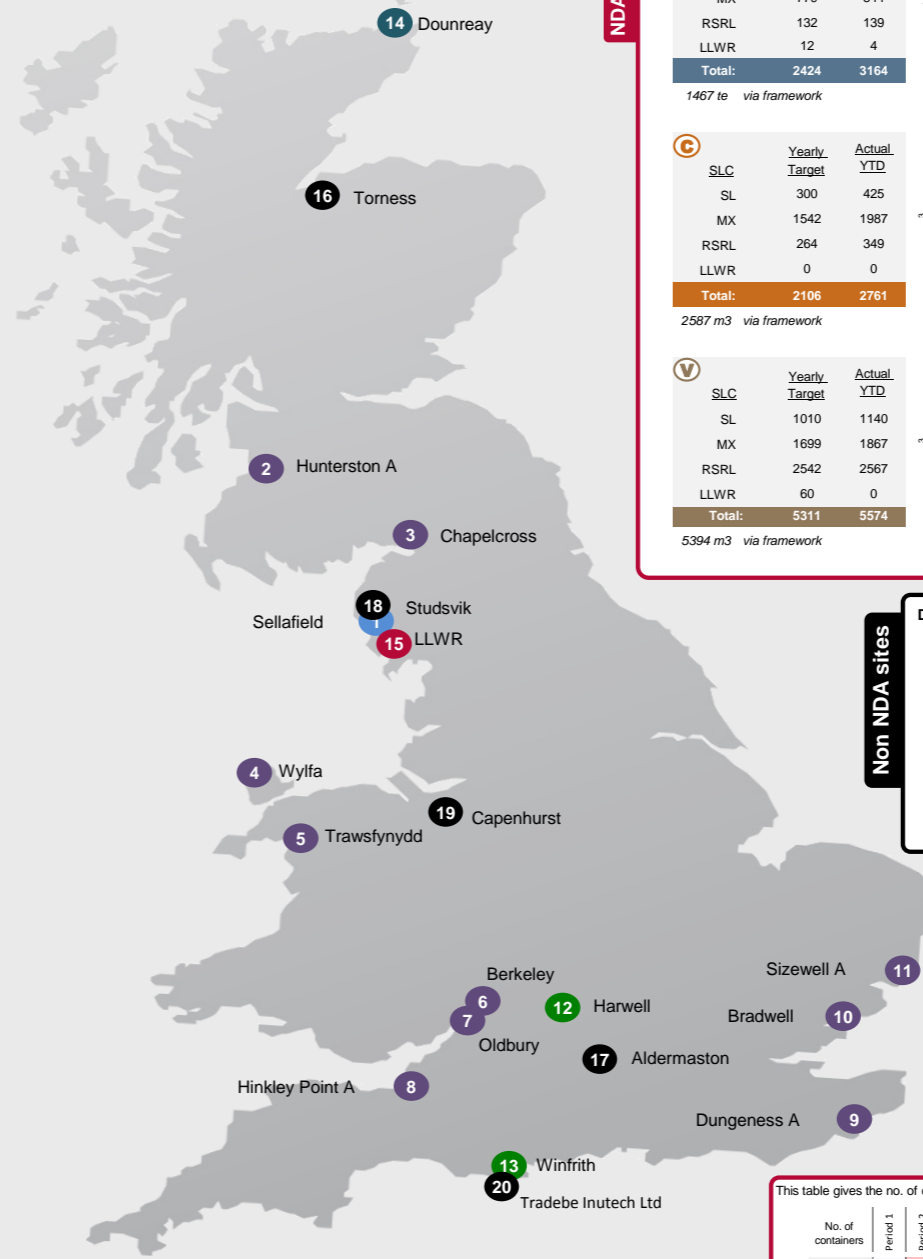 14 Dounreay
16 Torness
2 Hunterston A
3 Chapelcross
18 Studsvik
Sellafield 1
15 LLWR
4 Wylfa
19 Capenhurst
5 Trawsfynydd
Sizewell A 11
Berkeley
6
12 Harwell
Bradwell 10
7
Oldbury
17 Aldermaston
Hinkley Point A 8
Dungeness A 9
13 Winfrith
20
Tradebe Inutech Ltd
NDA
RSRL 132 139
LLWR 12 4
Total: 2424 3164
1467 te via framework
C
SLC Yearly Target Actual YTD
SL 300 425
MX 1542 1987
RSRL 264 349
LLWR 0 0
Total: 2106 2761
2587 m3 via framework
V
SLC Yearly Target Actual YTD
SL 1010 1140
MX 1699 1867
RSRL 2542 2567
LLWR 60 0
Total: 5311 5574
5394 m3 via framework
Non NDA sites
D
This table gives the no. of
No. of containers
Period 1
Period 2